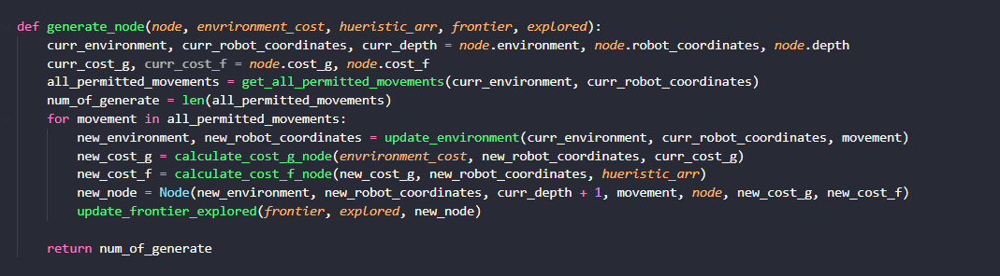 def generate_node(node, envrironment_cost, hueristic_arr, frontier, explored):
    curr_environment, curr_robot_coordinates, curr_depth = node.environment, node.robot_coordinates, node.depth
    curr_cost_g, curr_cost_f = node.cost_g, node.cost_f
    all_permitted_movements = get_all_permitted_movements(curr_environment, curr_robot_coordinates)
    num_of_generate = len(all_permitted_movements)
    for movement in all_permitted_movements:
        new_environment, new_robot_coordinates = update_environment(curr_environment, curr_robot_coordinates, movement)
        new_cost_g = calculate_cost_g_node(envrironment_cost, new_robot_coordinates, curr_cost_g)
        new_cost_f = calculate_cost_f_node(new_cost_g, new_robot_coordinates, hueristic_arr)
        new_node = Node(new_environment, new_robot_coordinates, curr_depth + 1, movement, node, new_cost_g, new_cost_f)
        update_frontier_explored(frontier, explored, new_node)
    return num_of_generate